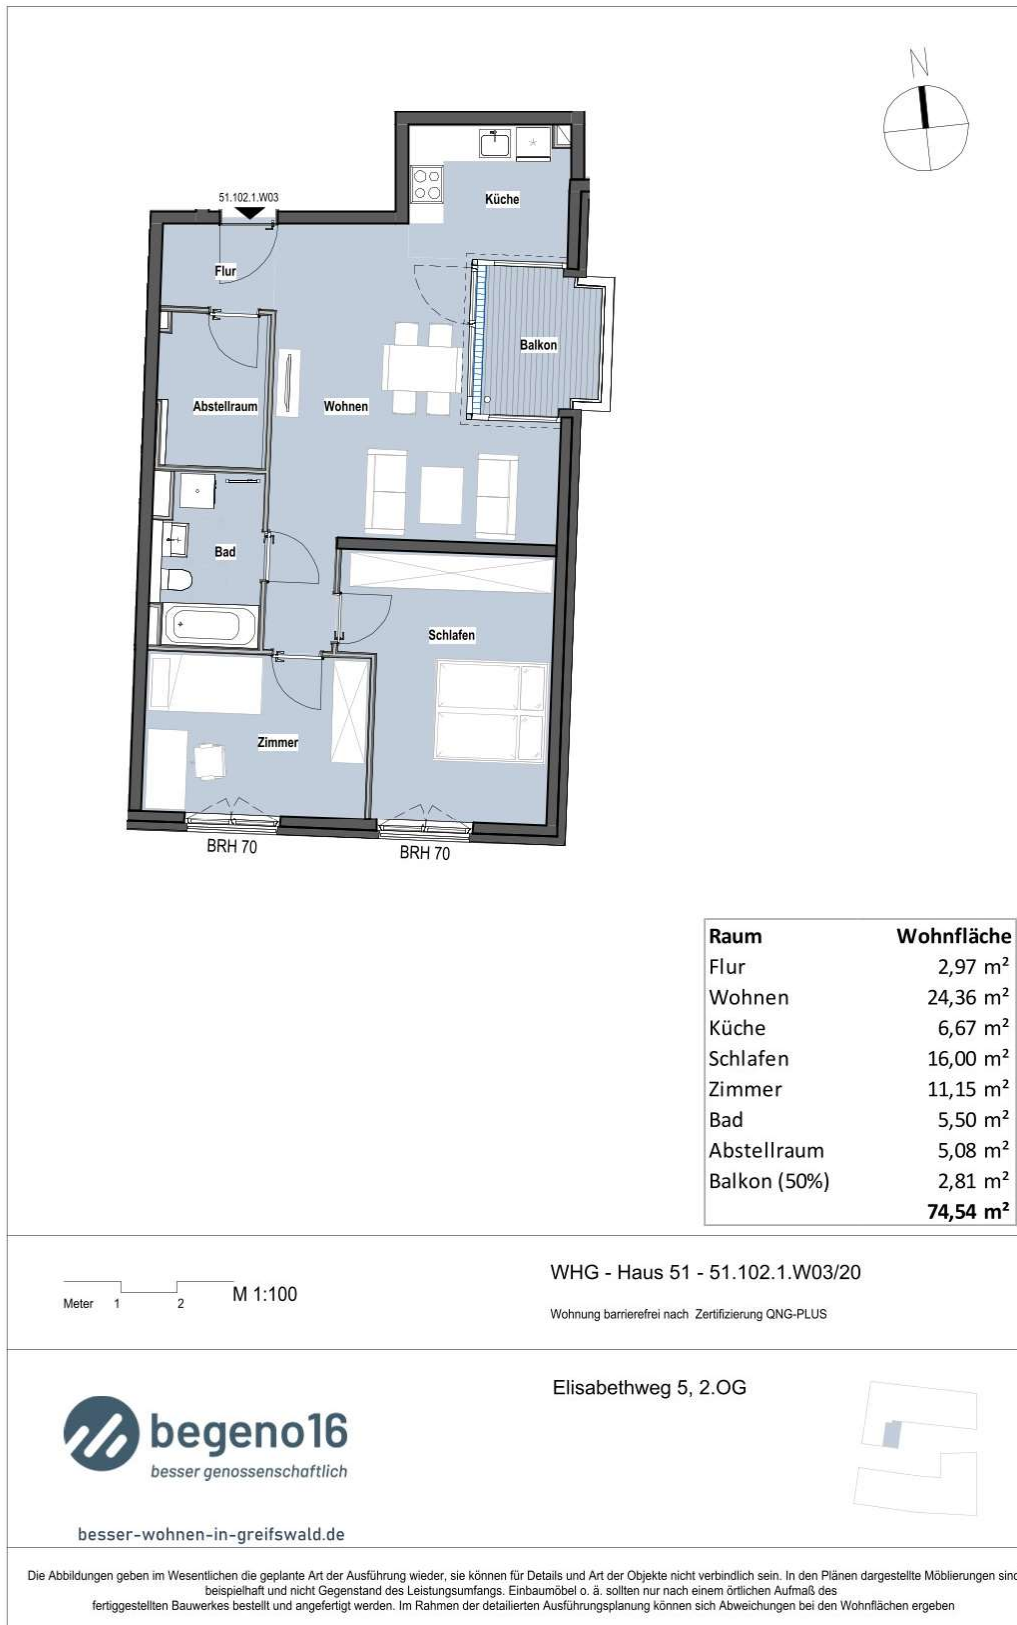 N
51.102.1.W03
Küche
Flur
Balkon
Abstellraum
Wohnen
Bad
Schlafen
Zimmer
BRH 70
BRH 70
Raum Wohnfläche
Flur 2,97 m²
Wohnen 24,36 m²
Küche 6,67 m²
Schlafen 16,00 m²
Zimmer 11,15 m²
Bad 5,50 m²
Abstellraum 5,08 m²
Balkon (50%) 2,81 m²
74,54 m²
Meter 1 2 M 1:100
WHG - Haus 51 - 51.102.1.W03/20
Wohnung barrierefrei nach Zertifizierung QNG-PLUS
Elisabethweg 5, 2.OG
begeno16
besser genossenschaftlich
besser-wohnen-in-greifswald.de
Die Abbildungen geben im Wesentlichen die geplante Art der Ausführung wieder, sie können für Details und Art der Objekte nicht verbindlich sein. In den Plänen dargestellte Möblierungen sind
beispielhaft und nicht Gegenstand des Leistungsumfangs. Einbaumöbel o. ä. sollten nur nach einem örtlichen Aufmaß des
fertiggestellten Bauwerkes bestellt und angefertigt werden. Im Rahmen der detailierten Ausführungsplanung können sich Abweichungen bei den Wohnflächen ergeben